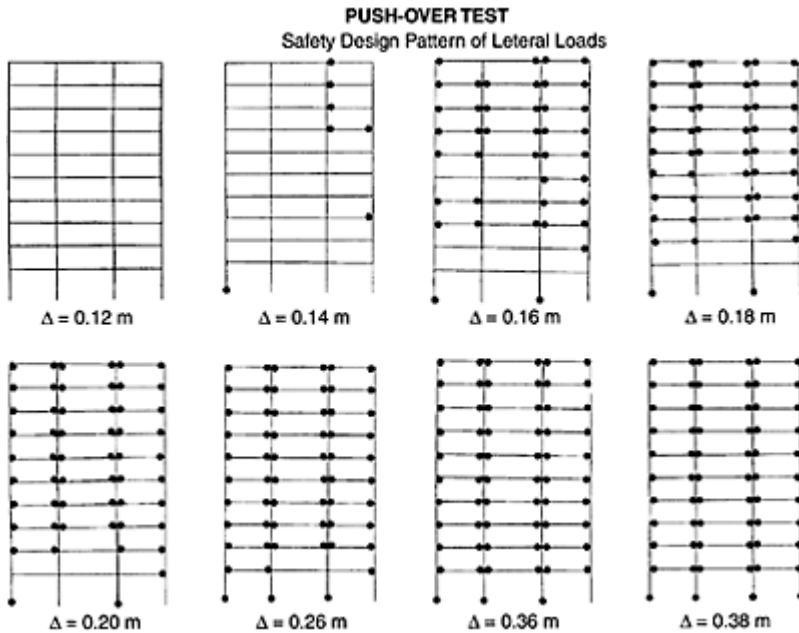 PUSH-OVER TEST
Safety Design Pattern of Leteral Loads
Δ = 0.12 m
Δ = 0.14 m
Δ = 0.16 m
Δ = 0.18 m
Δ = 0.20 m
Δ = 0.26 m
Δ = 0.36 m
Δ = 0.38 m